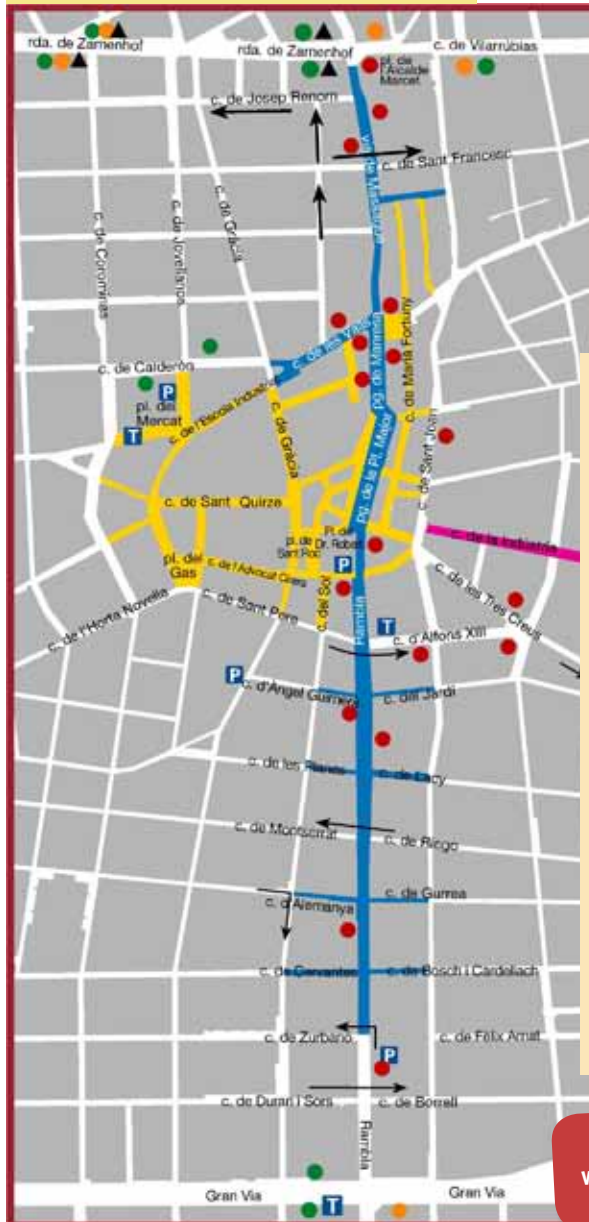 rda. de Zamenhof
rda. de Zamenhof
c. de Vilarrúbias
pl. de
l'Alcalde
Marcet
c. de Josep Renom
c. de Sant Francesc
via de Massagué
c. de Coromines
c. de Jovellanos
c. de Gràcia
c. de les Valls
pg. de Manresa
c. de Marià Fortuny
c. de Calderón
P
pl. del
Mercat
T
c. de l'Escola Industrial
c. de Gràcia
c. de Sant Joan
pg. de la Pl. Major
c. de Sant Quirze
pl. de
Sant Roc
Pl. del
Dr. Robert
c. de la Indústria
P
pl. del
Gas
c. de l'Advocat Cirera
c. del Sol
c. de les Tres Creus
c. de l'Horta Novella
c. de Sant Pere
Rambla
T
c. d'Alfons XIII
P
c. d'Àngel Guimerà
c. del Jardí
c. de les Planes
c. de Lacy
c. de Montserrat
c. de Riego
c. d'Alemanya
c. de Gurrea
c. de Cervantes
c. de Bosch i Cardellach
c. de Zurbano
P
c. de Fèlix Amat
c. de Duran i Sors
c. de Borrell
Rambla
Gran Via
T
Gran Via